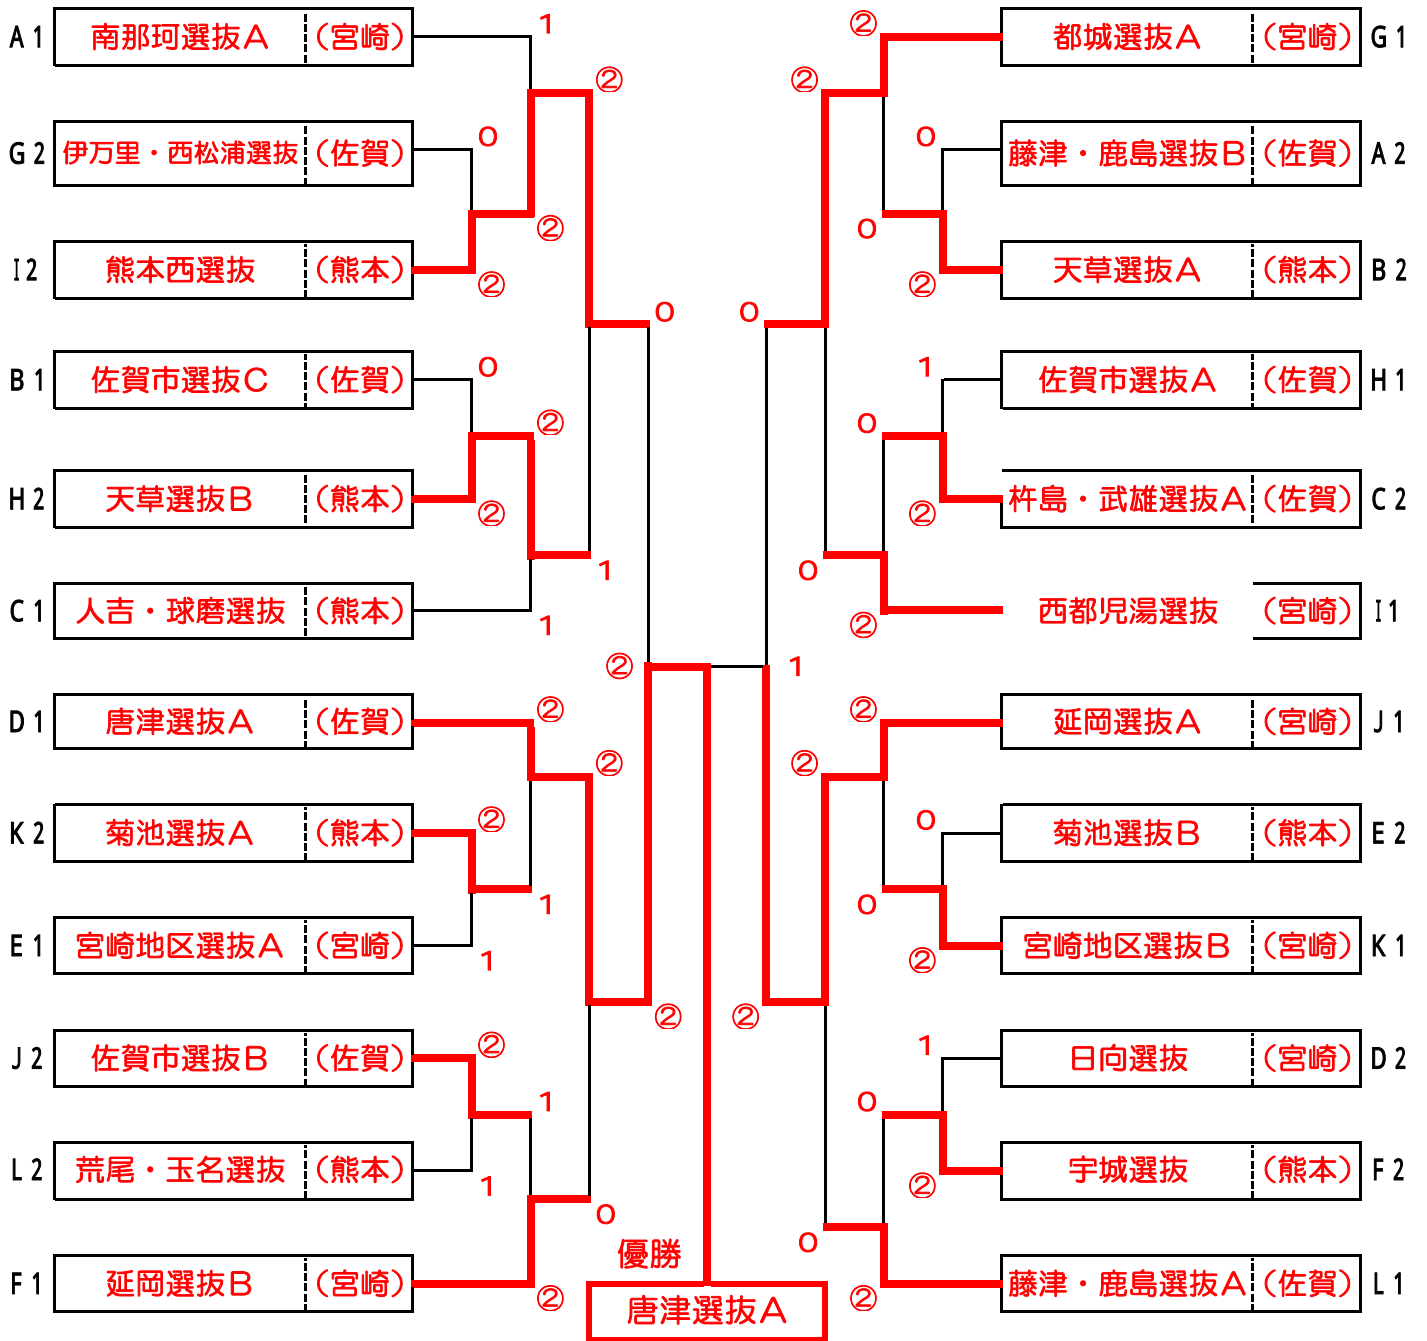 A1 南那珂選抜A (宮崎) 1
② 都城選抜A (宮崎) G1
② ②
G2 伊万里・西松浦選抜 (佐賀) 0
0 藤津・鹿島選抜B (佐賀) A2
② 0
I2 熊本西選抜 (熊本) ②
② 天草選抜A (熊本) B2
0 0
B1 佐賀市選抜C (佐賀) 0
1 佐賀市選抜A (佐賀) H1
② 0
H2 天草選抜B (熊本) ②
② 杵島・武雄選抜A (佐賀) C2
1 0
C1 人吉・球磨選抜 (熊本) 1
② 西都児湯選抜 (宮崎) I1
② 1
D1 唐津選抜A (佐賀) ②
② 延岡選抜A (宮崎) J1
② ②
K2 菊池選抜A (熊本) ②
0 菊池選抜B (熊本) E2
1 0
E1 宮崎地区選抜A (宮崎) 1
② 宮崎地区選抜B (宮崎) K1
② ②
J2 佐賀市選抜B (佐賀) ②
1 日向選抜 (宮崎) D2
1 0
L2 荒尾・玉名選抜 (熊本) 1
② 宇城選抜 (熊本) F2
0 0
優勝
F1 延岡選抜B (宮崎) ②
② 藤津・鹿島選抜A (佐賀) L1
唐津選抜A